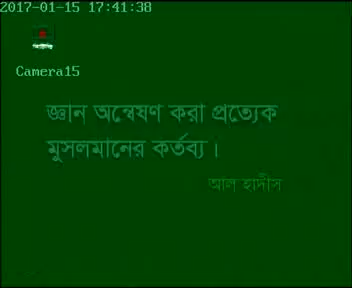 2017-01-15 17:41:38
Camera15
জ্ঞান অন্বেষণ করা প্রত্যেক
মুসলমানের কর্তব্য।
আল হাদীস